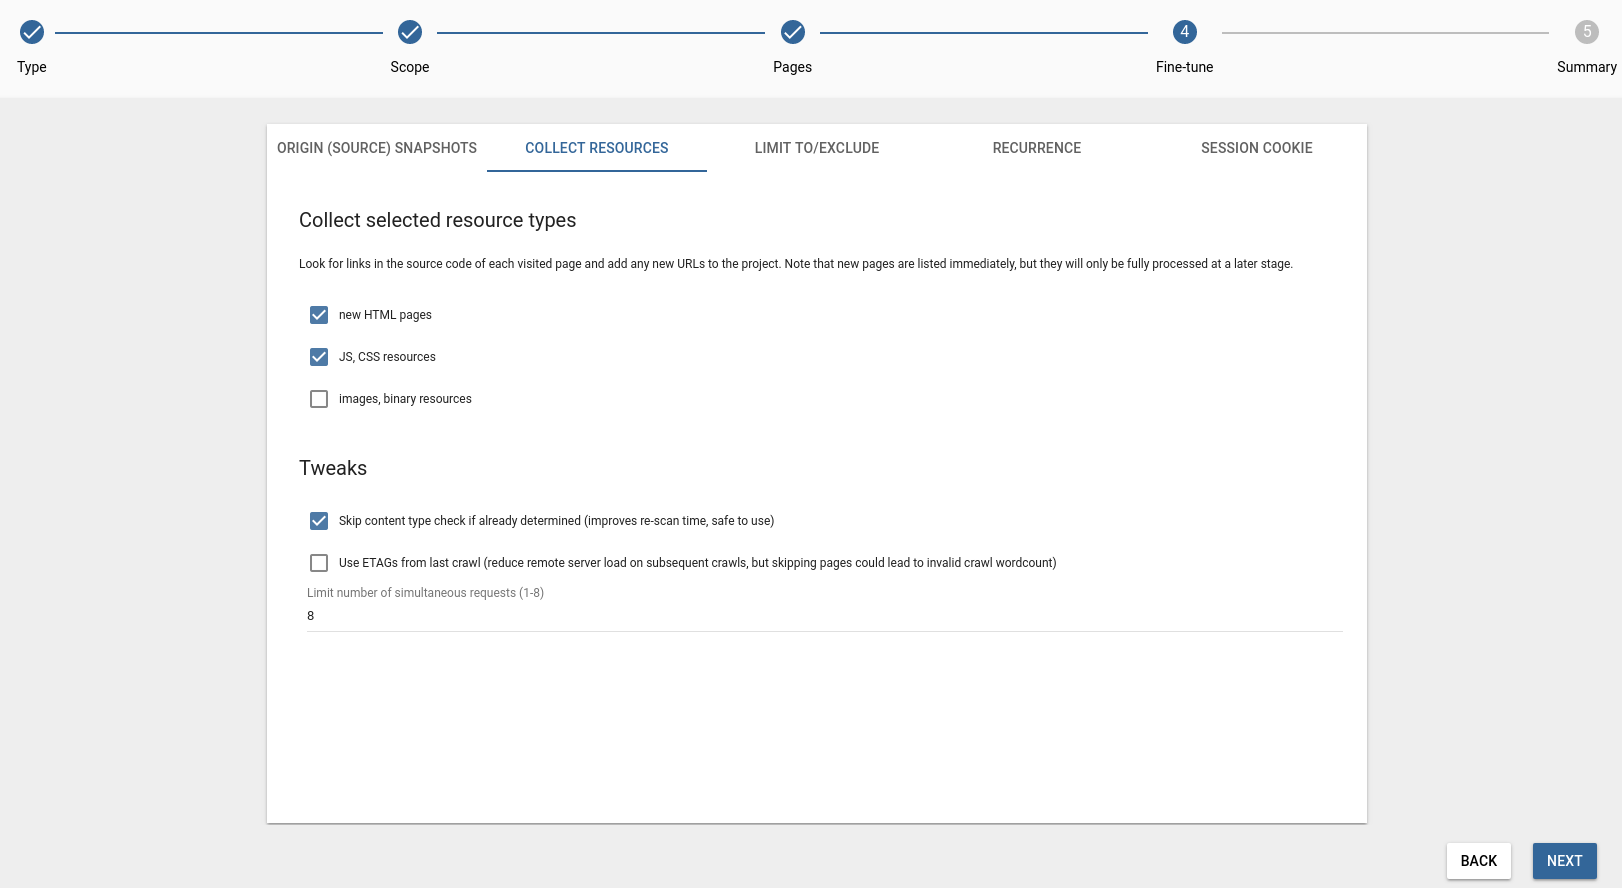 4
5
Type
Scope
Pages
Fine-tune
Summary
ORIGIN (SOURCE) SNAPSHOTS
COLLECT RESOURCES
LIMIT TO/EXCLUDE
RECURRENCE
SESSION COOKIE
Collect selected resource types
Look for links in the source code of each visited page and add any new URLs to the project. Note that new pages are listed immediately, but they will only be fully processed at a later stage.
new HTML pages
JS, CSS resources
images, binary resources
Tweaks
Skip content type check if already determined (improves re-scan time, safe to use)
Use ETAGs from last crawl (reduce remote server load on subsequent crawls, but skipping pages could lead to invalid crawl wordcount)
Limit number of simultaneous requests (1-8)
8
BACK
NEXT